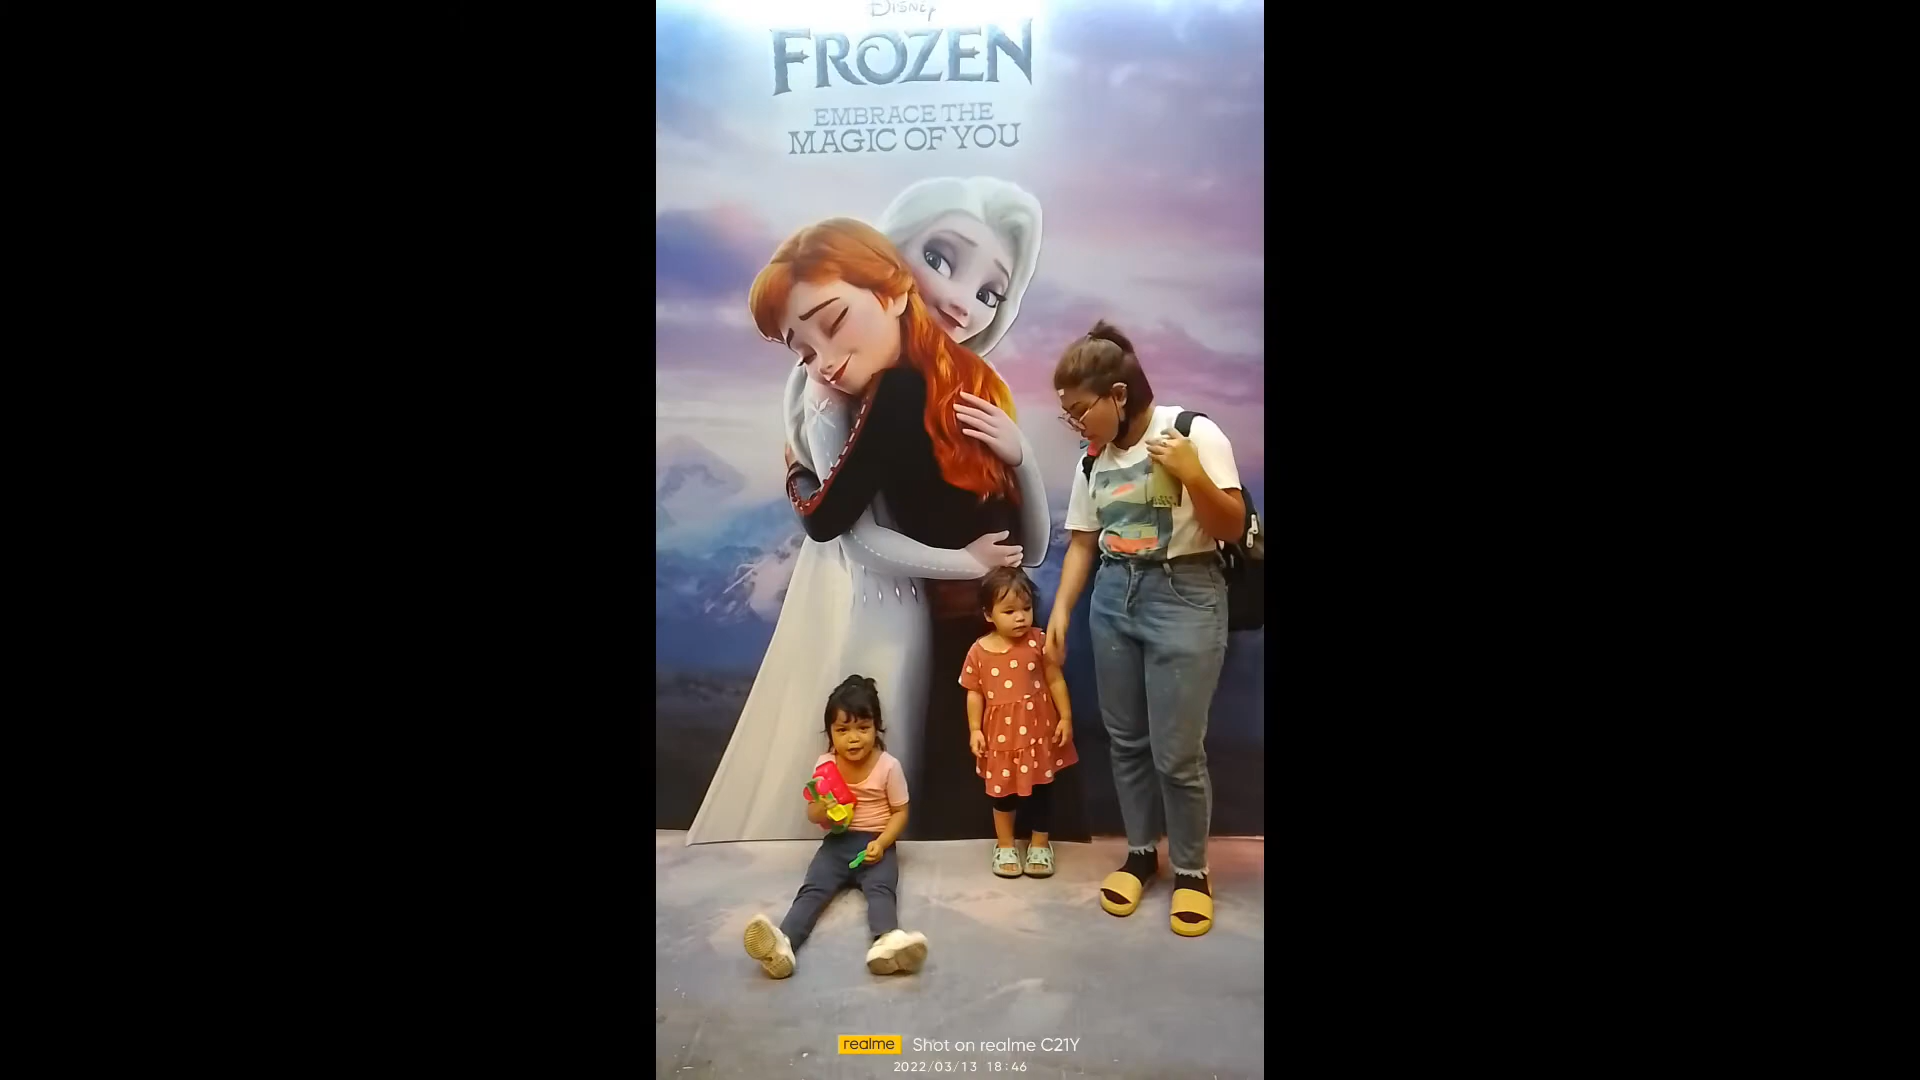 Disney
FROZEN
EMBRACE THE
MAGIC OF YOU
realme Shot on realme C21Y
2022/03/13 18:46